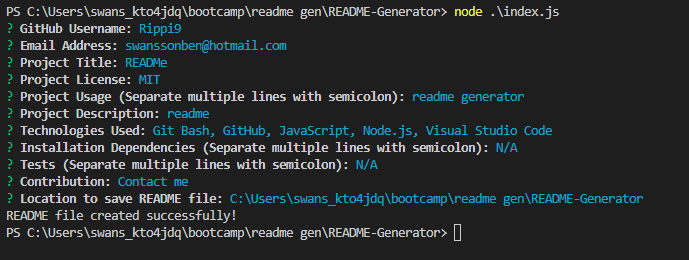 PS C:\Users\swans_kto4jdq\bootcamp\readme gen\README-Generator> node .\index.js
? GitHub Username: Rippi9
? Email Address: swanssonben@hotmail.com
? Project Title: READMe
? Project License: MIT
? Project Usage (Separate multiple lines with semicolon): readme generator
? Project Description: readme
? Technologies Used: Git Bash, GitHub, JavaScript, Node.js, Visual Studio Code
? Installation Dependencies (Separate multiple lines with semicolon): N/A
? Tests (Separate multiple lines with semicolon): N/A
? Contribution: Contact me
? Location to save README file: C:\Users\swans_kto4jdq\bootcamp\readme gen\README-Generator
README file created successfully!
PS C:\Users\swans_kto4jdq\bootcamp\readme gen\README-Generator>